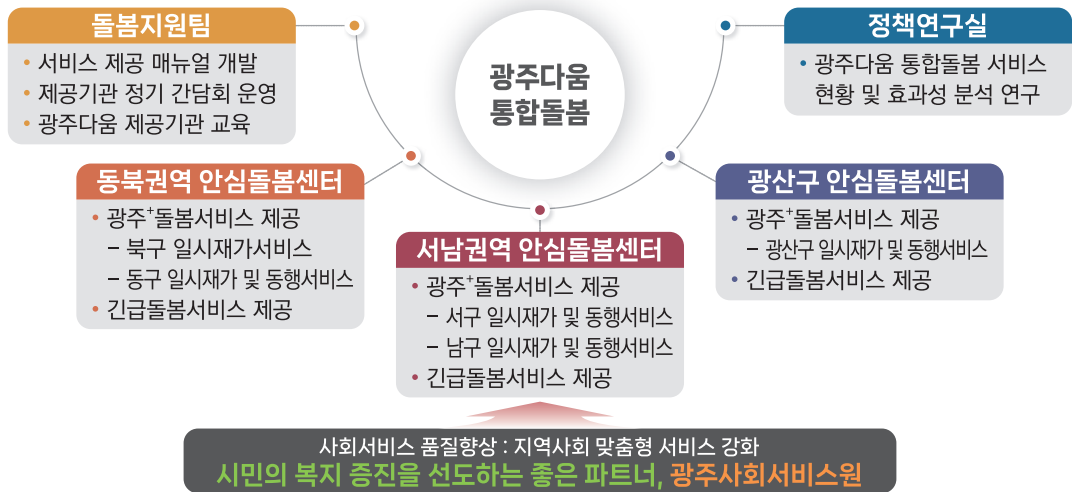 돌봄지원팀
• 서비스 제공 매뉴얼 개발
• 제공기관 정기 간담회 운영
• 광주다움 제공기관 교육
광주다움
통합돌봄
정책연구실
• 광주다움 통합돌봄 서비스
현황 및 효과성 분석 연구
동북권역 안심돌봄센터
• 광주⁺돌봄서비스 제공
– 북구 일시재가서비스
– 동구 일시재가 및 동행서비스
• 긴급돌봄서비스 제공
서남권역 안심돌봄센터
• 광주⁺돌봄서비스 제공
– 서구 일시재가 및 동행서비스
– 남구 일시재가 및 동행서비스
• 긴급돌봄서비스 제공
광산구 안심돌봄센터
• 광주⁺돌봄서비스 제공
– 광산구 일시재가 및 동행서비스
• 긴급돌봄서비스 제공
사회서비스 품질향상 : 지역사회 맞춤형 서비스 강화
시민의 복지 증진을 선도하는 좋은 파트너, 광주사회서비스원